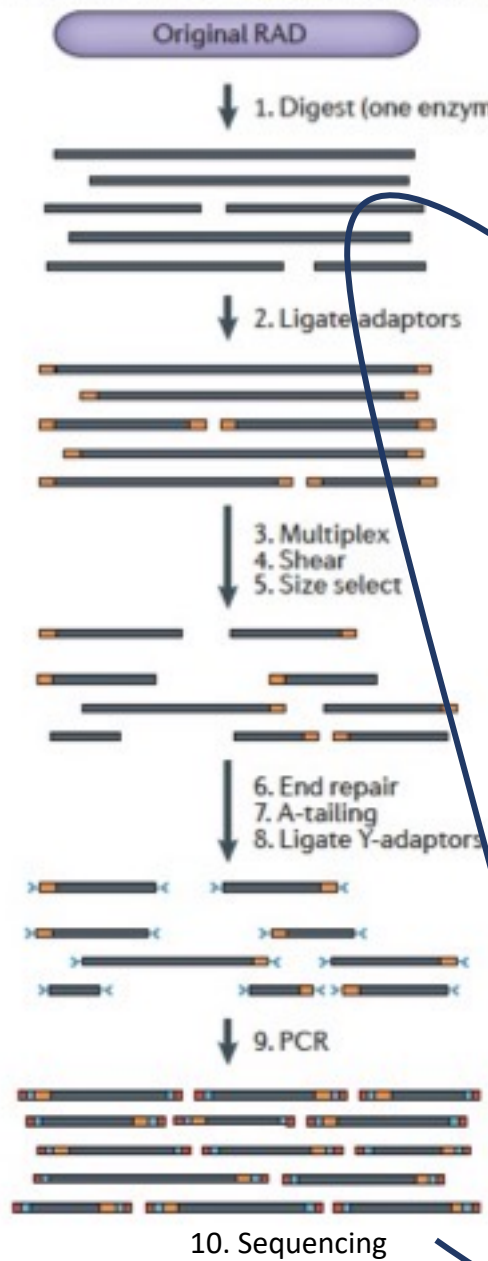 Original RAD
1. Digest (one enzym
2. Ligate adaptors
3. Multiplex
4. Shear
5. Size select
6. End repair
7. A-tailing
8. Ligate Y-adaptors
9. PCR
10. Sequencing